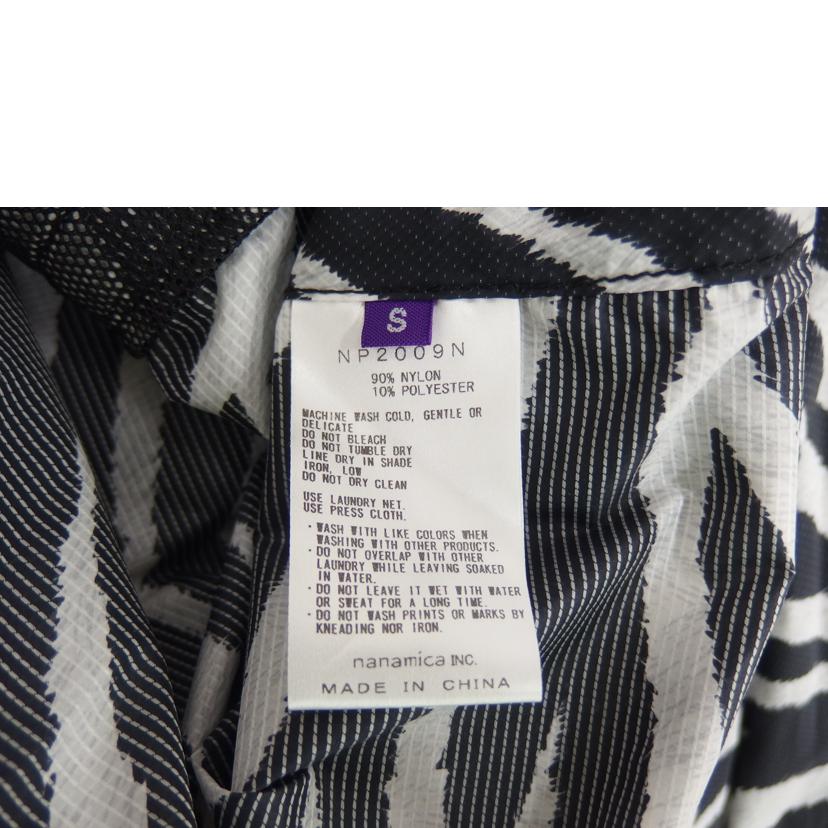 S
NP2009N
90% NYLON
10% POLYESTER
MACHINE WASH COLD, GENTLE OR
DELICATE
DO NOT BLEACH
DO NOT TUMBLE DRY
LINE DRY IN SHADE
IRON, LOW
DO NOT DRY CLEAN
USE LAUNDRY NET.
USE PRESS CLOTH.
・WASH WITH LIKE COLORS WHEN
WASHING WITH OTHER PRODUCTS.
・DO NOT OVERLAP WITH OTHER
LAUNDRY WHILE LEAVING SOAKED
IN WATER.
・DO NOT LEAVE IT WET WITH WATER
OR SWEAT FOR A LONG TIME.
・DO NOT WASH PRINTS OR MARKS BY
KNEADING NOR IRON.
nanamica INC.
MADE IN CHINA